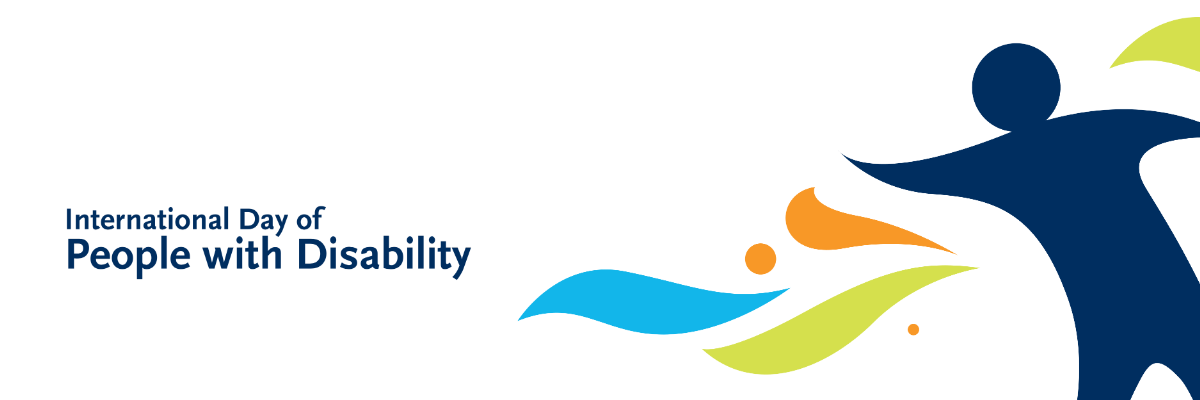 International Day of
People with Disability